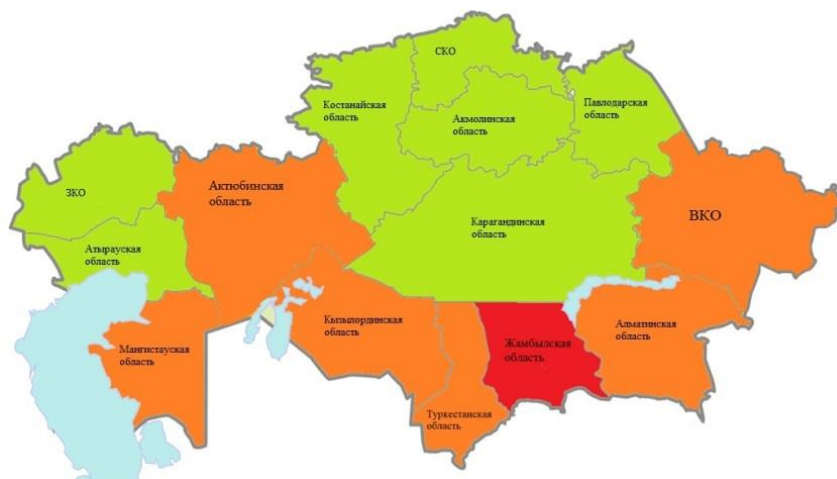 СКО
Костанайская
область
Павлодарская
область
Акмолинская
область
ЗКО
Актюбинская
область
ВКО
Карагандинская
область
Атырауская
область
Кызылординская
область
Алматинская
область
Жамбылская
область
Мангистауская
область
Туркестанская
область